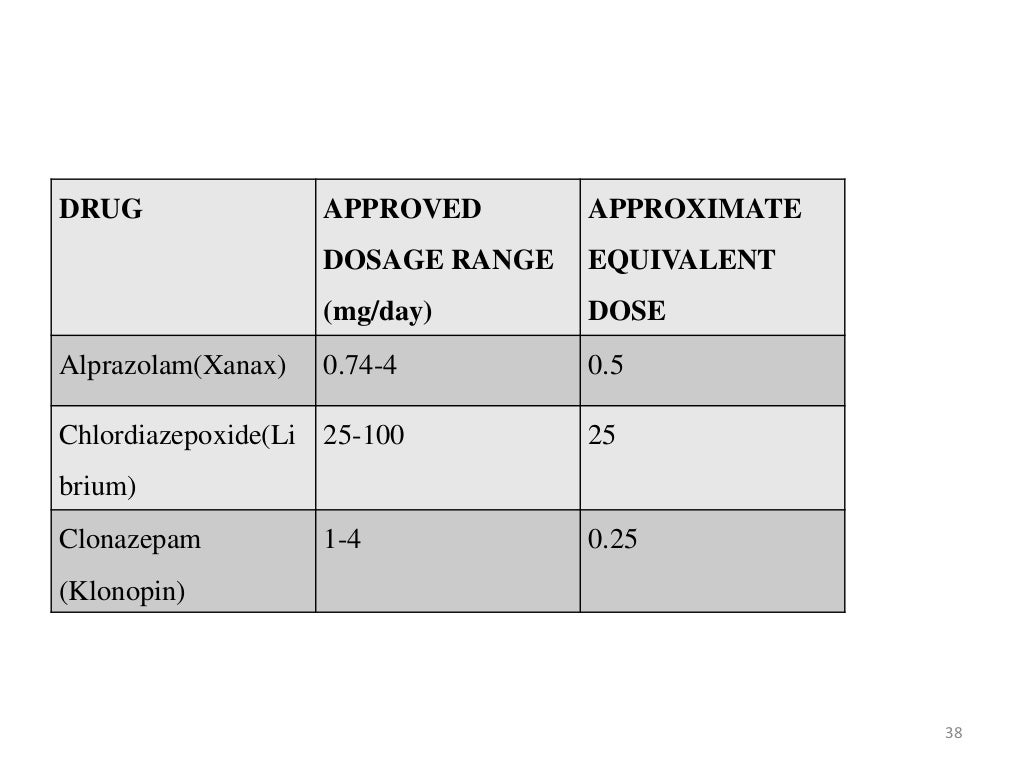 DRUG
APPROVED
DOSAGE RANGE
(mg/day)
APPROXIMATE
EQUIVALENT
DOSE
Alprazolam(Xanax)
0.74-4
0.5
Chlordiazepoxide(Li
brium)
25-100
25
Clonazepam
(Klonopin)
1-4
0.25
38